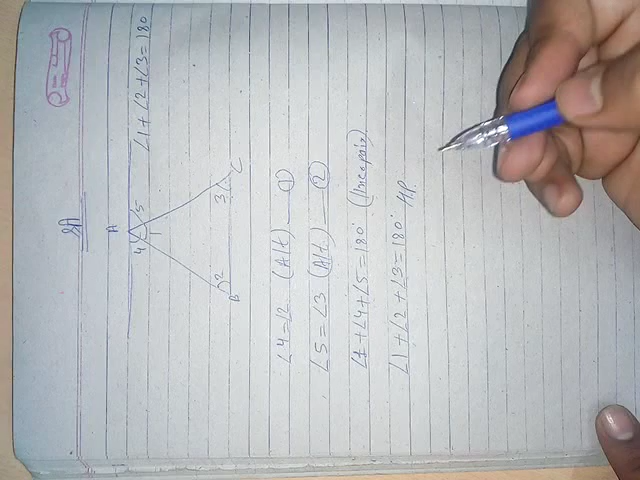 Q=4
A
∠1+∠2+∠3=180
4 5
1
2 3
B C
∠4=∠2 (Alt) — ①
∠5=∠3 (Alt.) — ②
∠1+∠4+∠5=180° (linear pair)
∠1+∠2+∠3=180° HP